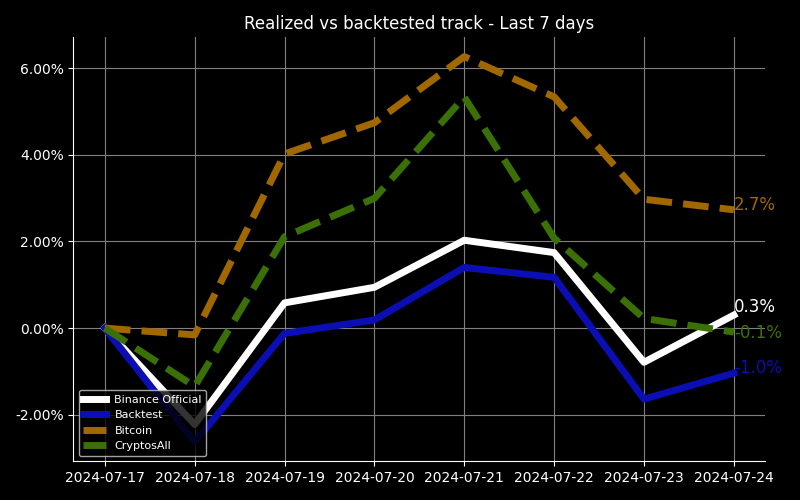 Realized vs backtested track - Last 7 days
6.00%
4.00%
2.00%
0.00%
-2.00%
2.7%
0.3%
-0.1%
-1.0%
Binance Official
Backtest
Bitcoin
CryptosAll
2024-07-17 2024-07-18 2024-07-19 2024-07-20 2024-07-21 2024-07-22 2024-07-23 2024-07-24